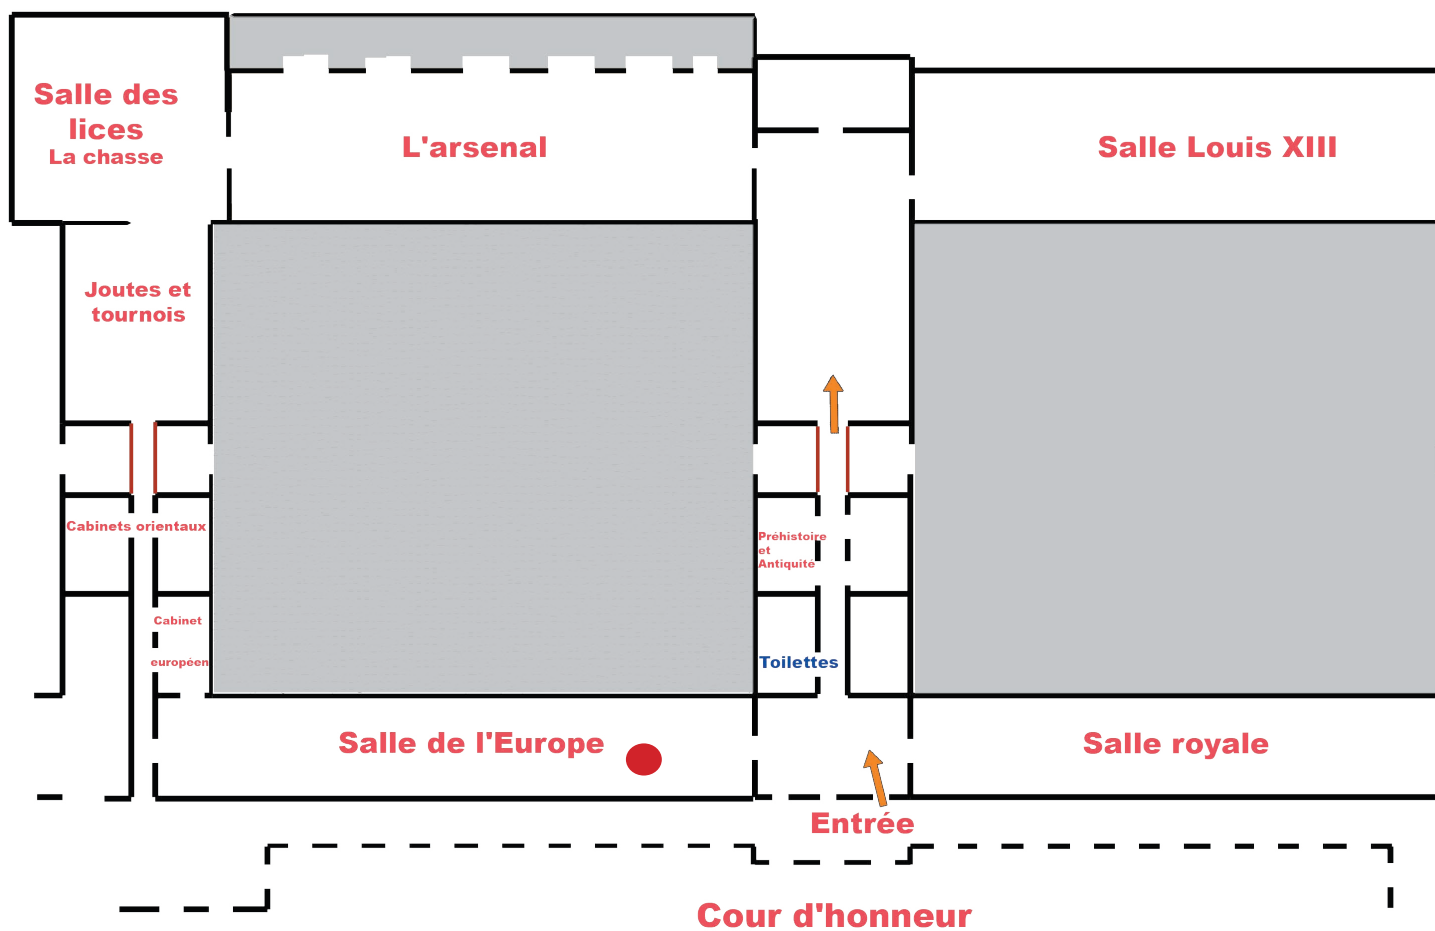 Salle des
lices
La chasse
L'arsenal
Salle Louis XIII
Joutes et
tournois
Cabinets orientaux
Préhistoire
et
Antiquité
Cabinet
européen
Toilettes
Salle de l'Europe
Salle royale
Entrée
Cour d'honneur